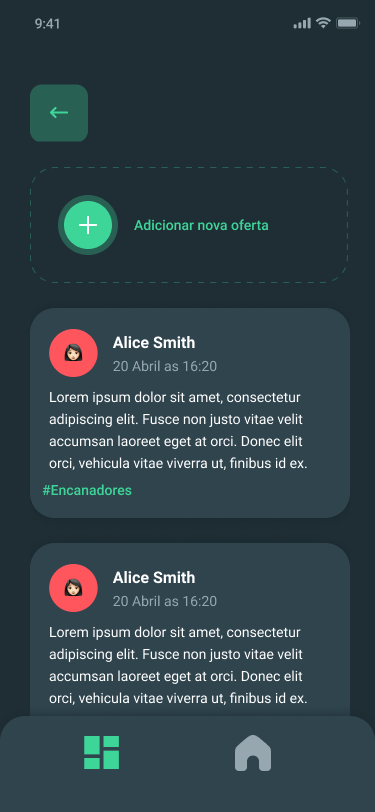 9:41
Adicionar nova oferta
Alice Smith
20 Abril as 16:20
Lorem ipsum dolor sit amet, consectetur
adipiscing elit. Fusce non justo vitae velit
accumsan laoreet eget at orci. Donec elit
orci, vehicula vitae viverra ut, finibus id ex.
#Encanadores
Alice Smith
20 Abril as 16:20
Lorem ipsum dolor sit amet, consectetur
adipiscing elit. Fusce non justo vitae velit
accumsan laoreet eget at orci. Donec elit
orci, vehicula vitae viverra ut, finibus id ex.